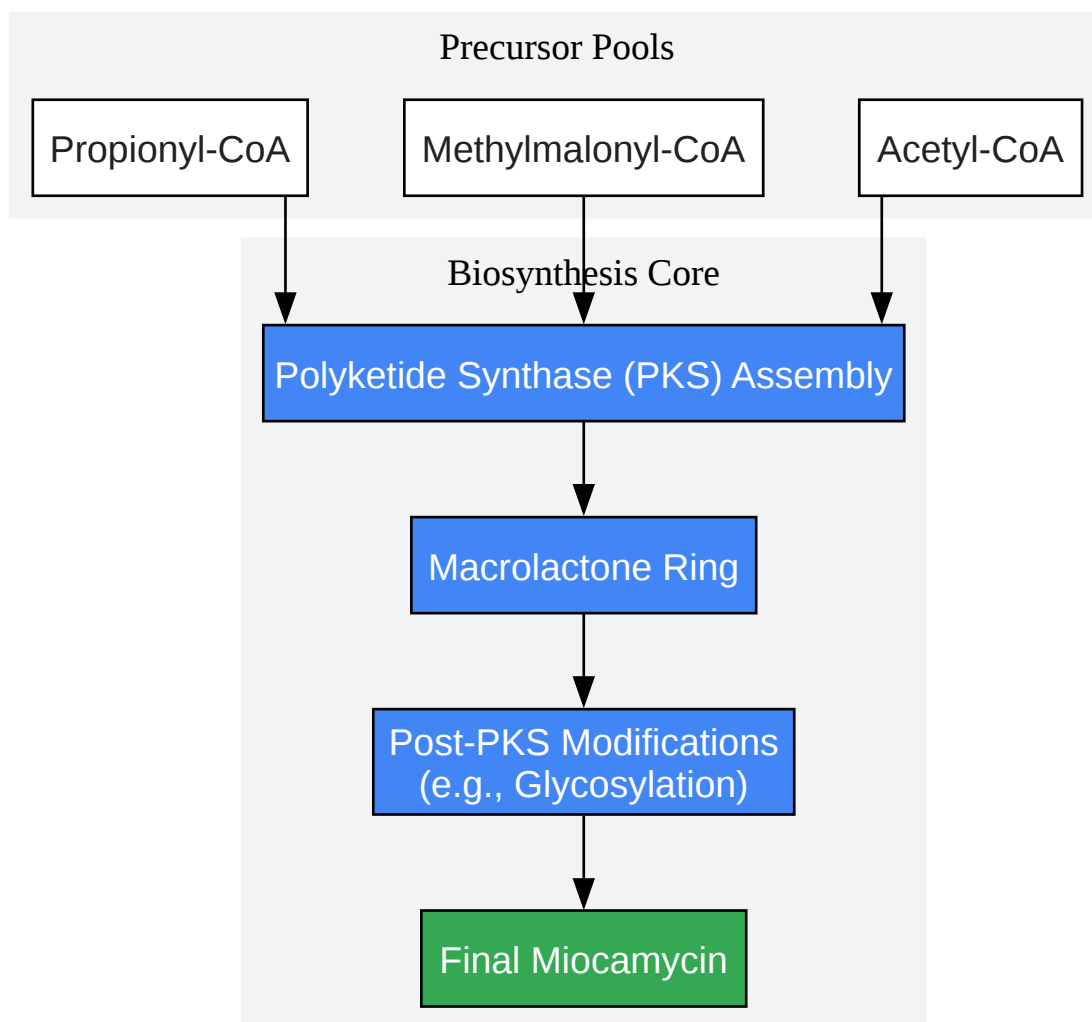 Precursor Pools
Propionyl-CoA
Methylmalonyl-CoA
Acetyl-CoA
Biosynthesis Core
Polyketide Synthase (PKS) Assembly
Macrolactone Ring
Post-PKS Modifications
(e.g., Glycosylation)
Final Miocamycin